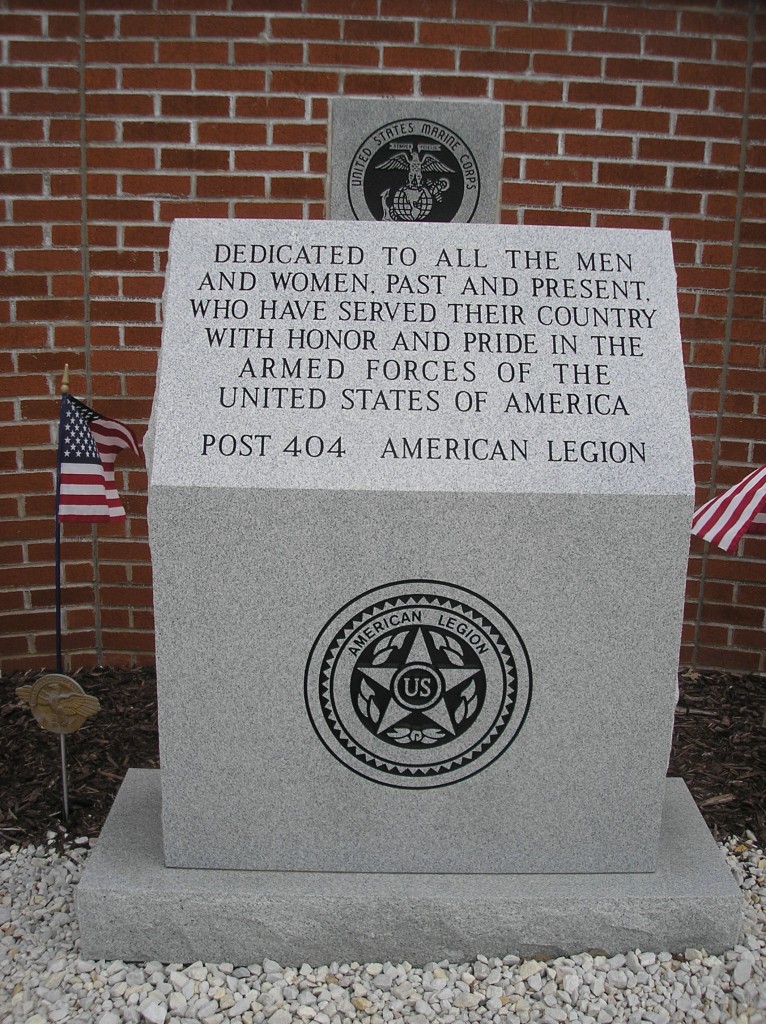 UNITED STATES MARINE CORPS
DEDICATED TO ALL THE MEN
AND WOMEN. PAST AND PRESENT.
WHO HAVE SERVED THEIR COUNTRY
WITH HONOR AND PRIDE IN THE
ARMED FORCES OF THE
UNITED STATES OF AMERICA
POST 404 AMERICAN LEGION
AMERICAN LEGION
US